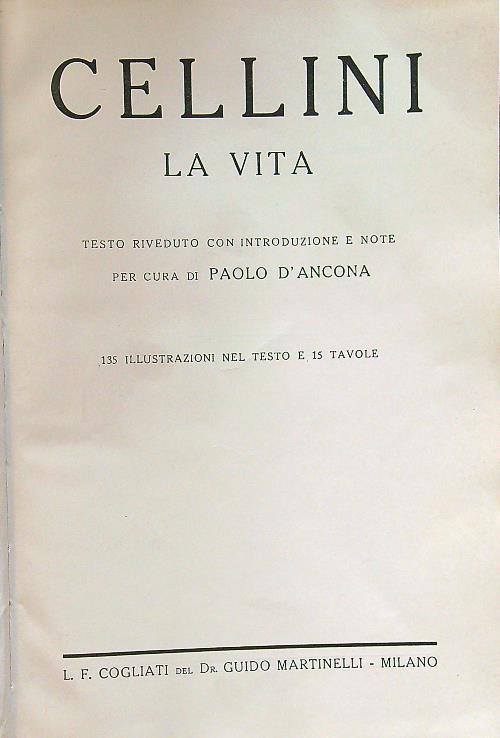 CELLINI
LA VITA
TESTO RIVEDUTO CON INTRODUZIONE E NOTE
PER CURA DI PAOLO D'ANCONA
135 ILLUSTRAZIONI NEL TESTO E 15 TAVOLE
L. F. COGLIATI DEL DR. GUIDO MARTINELLI - MILANO